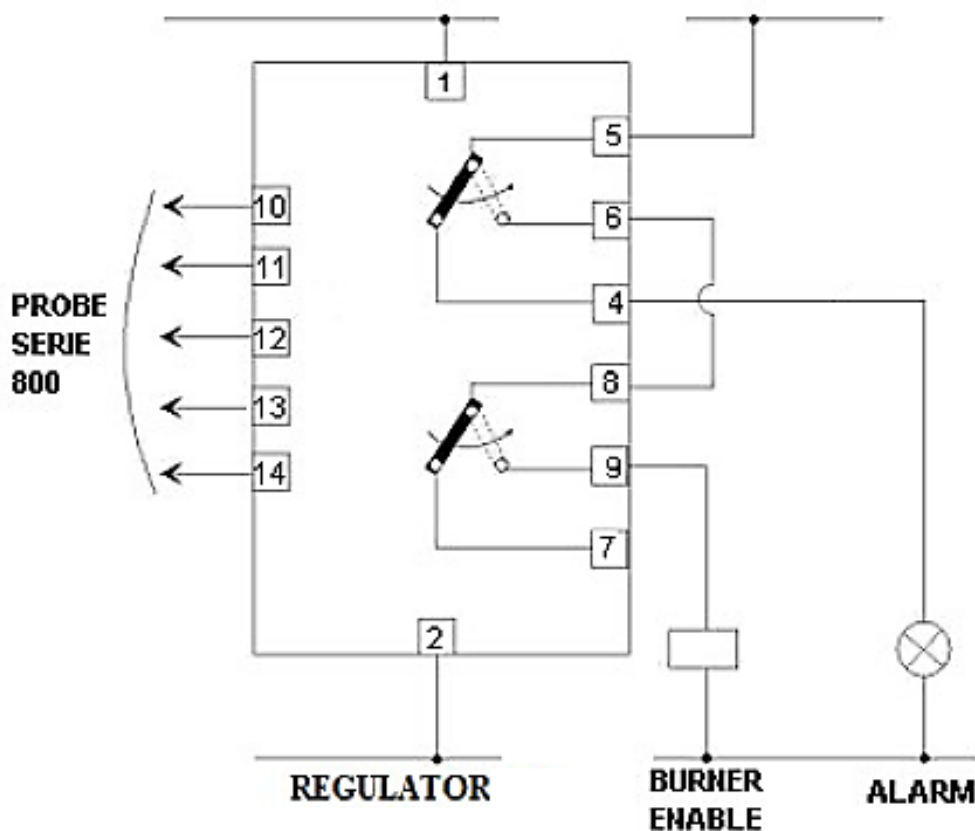 1
5
10
6
11
PROBE
SERIE
800
4
12
8
13
9
14
7
2
REGULATOR
BURNER
ENABLE
ALARM